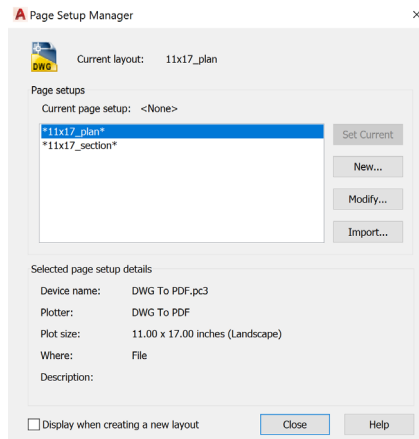 Page Setup Manager
DWG
Current layout: 11x17_plan
Page setups
Current page setup: <None>
*11x17_plan*
*11x17_section*
Set Current
New...
Modify...
Import...
Selected page setup details
Device name: DWG To PDF.pc3
Plotter: DWG To PDF
Plot size: 11.00 x 17.00 inches (Landscape)
Where: File
Description:
Display when creating a new layout
Close
Help